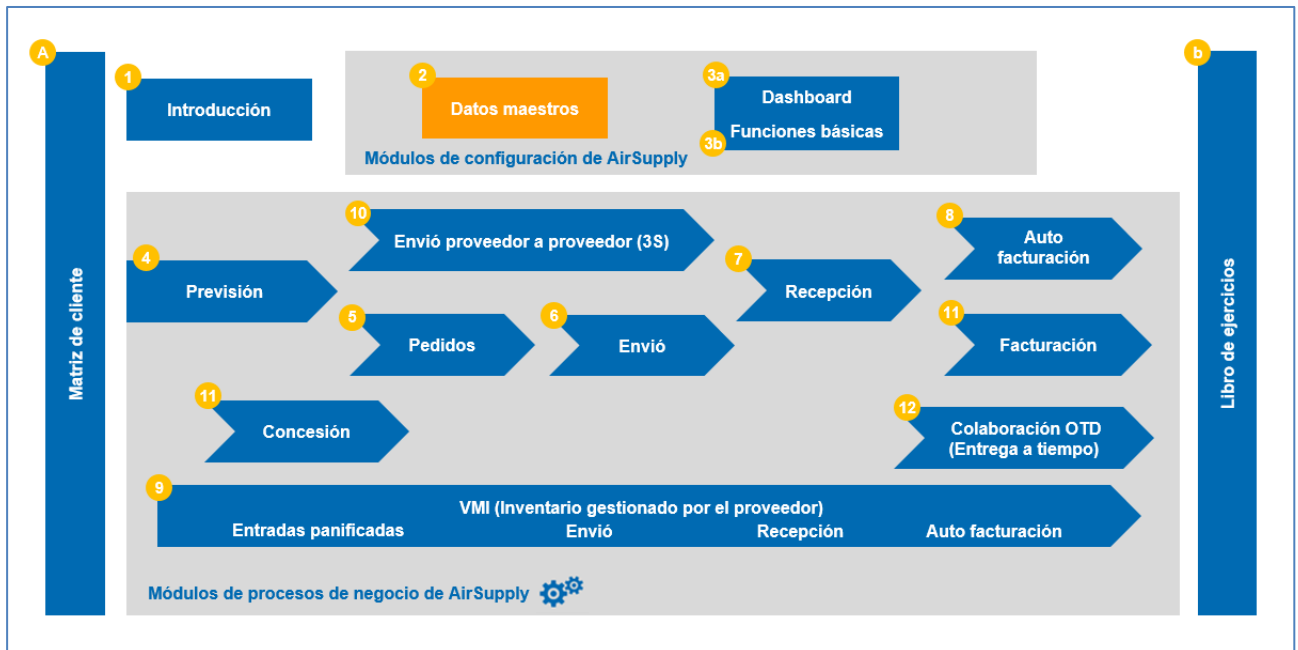 A
Matriz de cliente
1
Introducción
2
Datos maestros
3a
Dashboard
Funciones básicas
3b
Módulos de configuración de AirSupply
b
Libro de ejercicios
10
Envió proveedor a proveedor (3S)
8
Auto
facturación
4
Previsión
7
Recepción
5
Pedidos
6
Envió
11
Facturación
11
Concesión
12
Colaboración OTD
(Entrega a tiempo)
9
VMI (Inventario gestionado por el proveedor)
Entradas panificadas Envió Recepción Auto facturación
Módulos de procesos de negocio de AirSupply